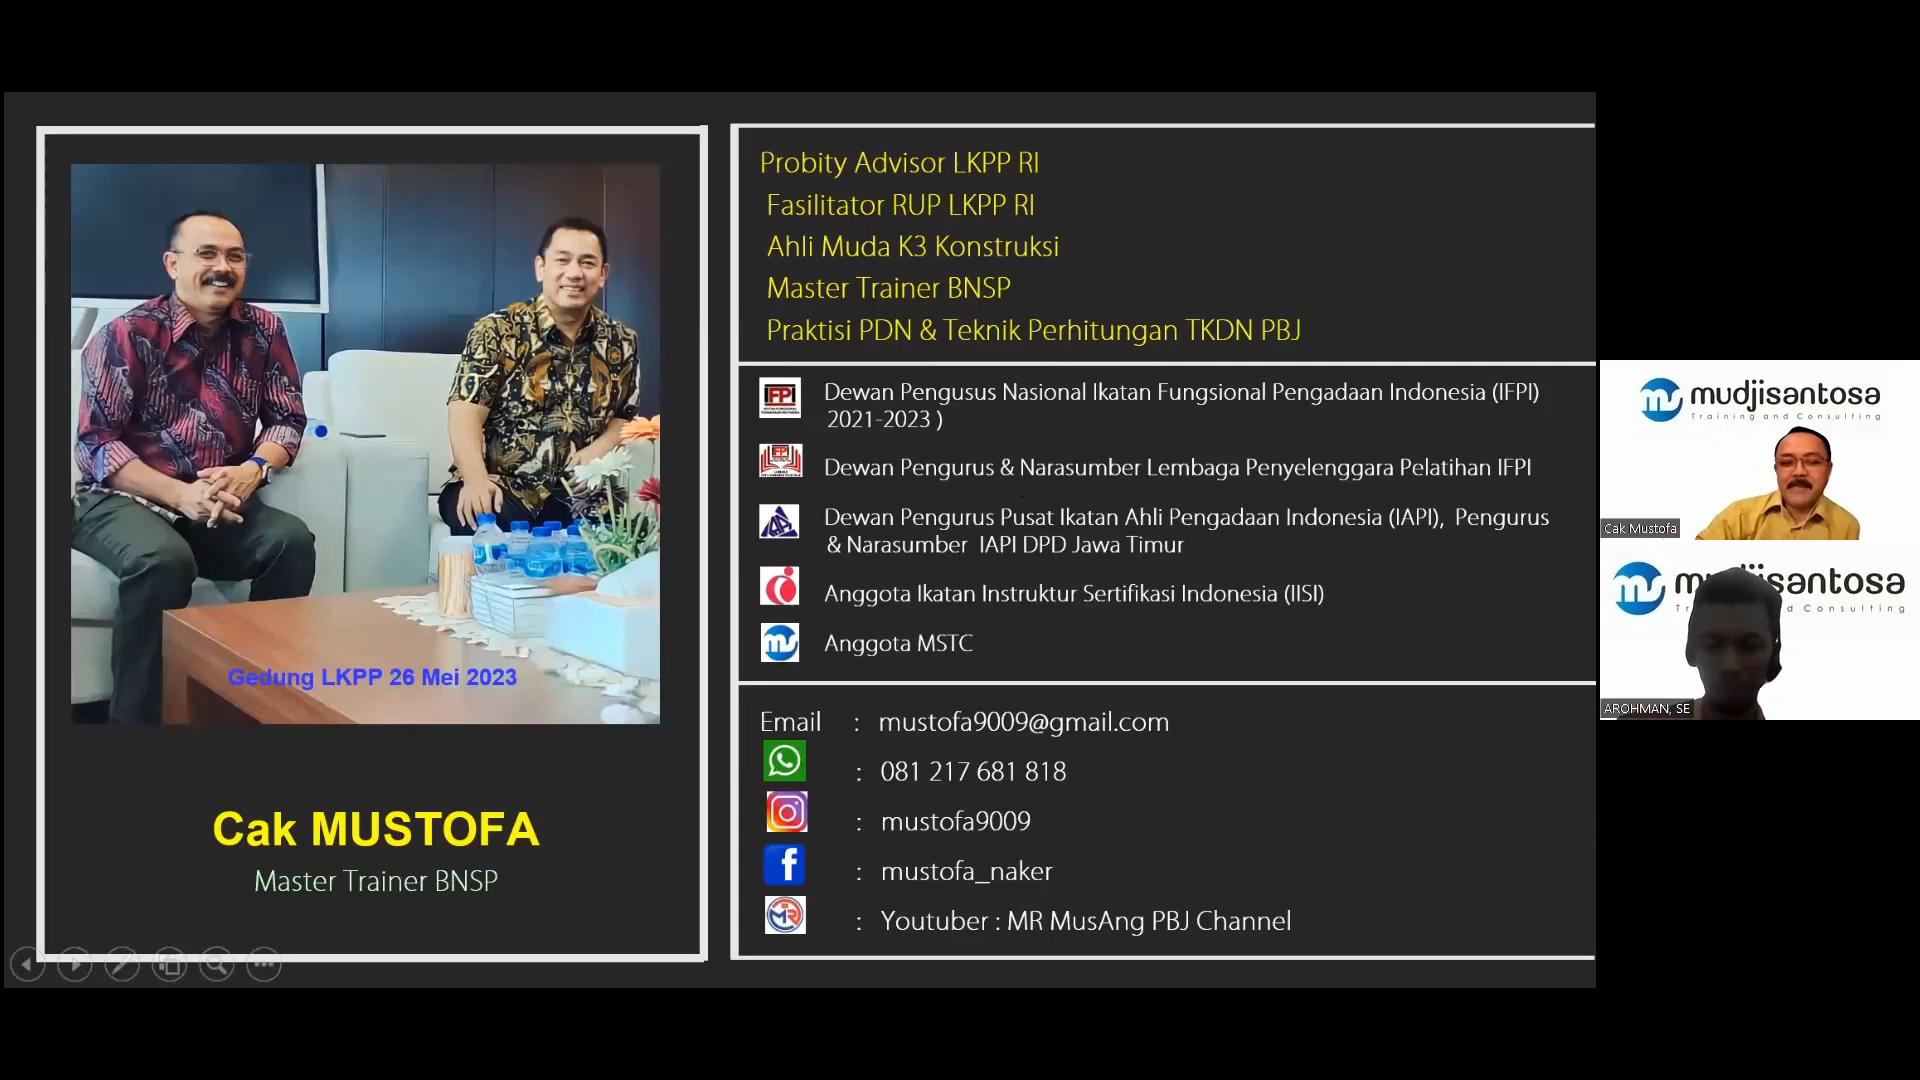 Gedung LKPP 26 Mei 2023
Cak MUSTOFA
Master Trainer BNSP
Probity Advisor LKPP RI
Fasilitator RUP LKPP RI
Ahli Muda K3 Konstruksi
Master Trainer BNSP
Praktisi PDN & Teknik Perhitungan TKDN PBJ
IFPI
Dewan Pengusus Nasional Ikatan Fungsional Pengadaan Indonesia (IFPI)
2021-2023 )
Dewan Pengurus & Narasumber Lembaga Penyelenggara Pelatihan IFPI
Dewan Pengurus Pusat Ikatan Ahli Pengadaan Indonesia (IAPI), Pengurus
& Narasumber IAPI DPD Jawa Timur
Anggota Ikatan Instruktur Sertifikasi Indonesia (IISI)
ms
Anggota MSTC
Email : mustofa9009@gmail.com
: 081 217 681 818
: mustofa9009
: mustofa_naker
: Youtuber : MR MusAng PBJ Channel
mudjisantosa
Training and Consulting
Cak Mustofa
AROHMAN, SE